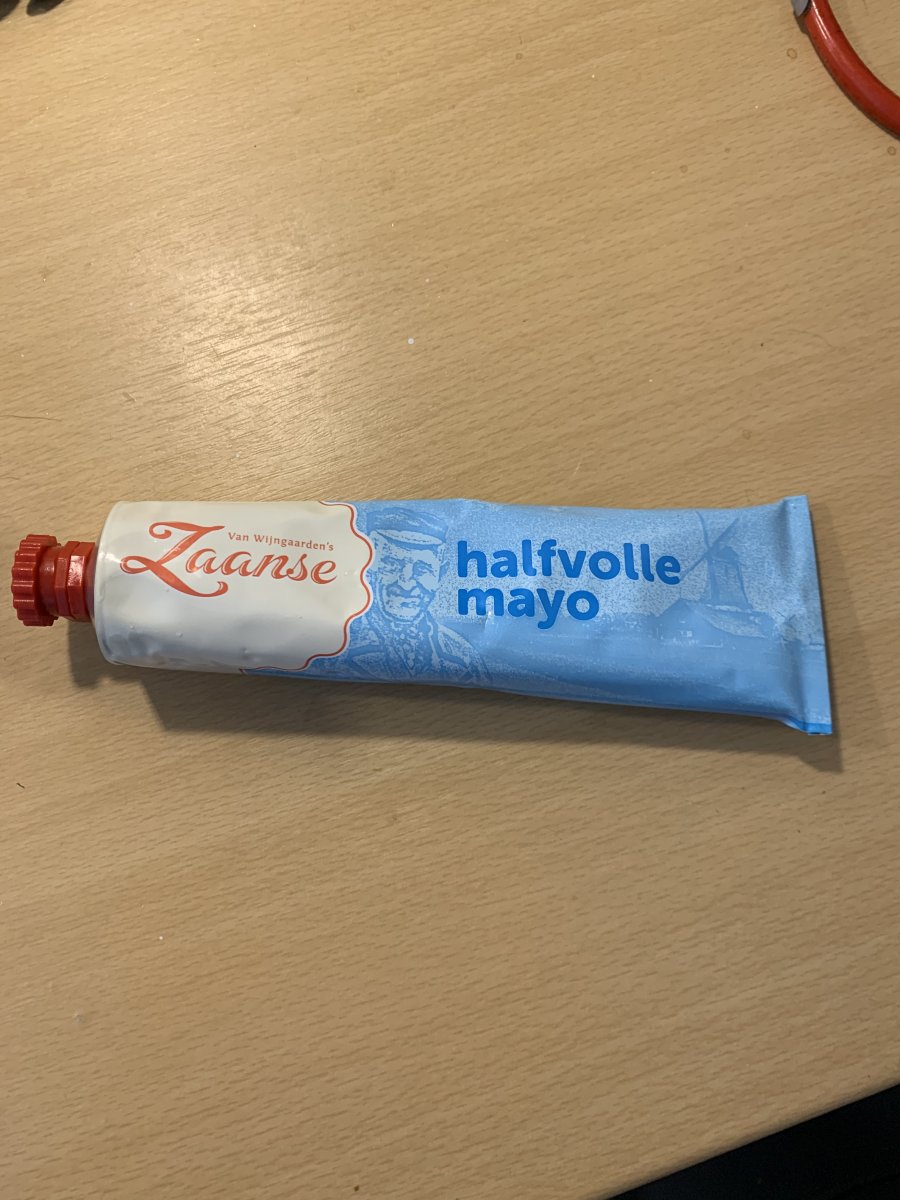 Van Wijngaarden's
Zaanse
halfvolle
mayo